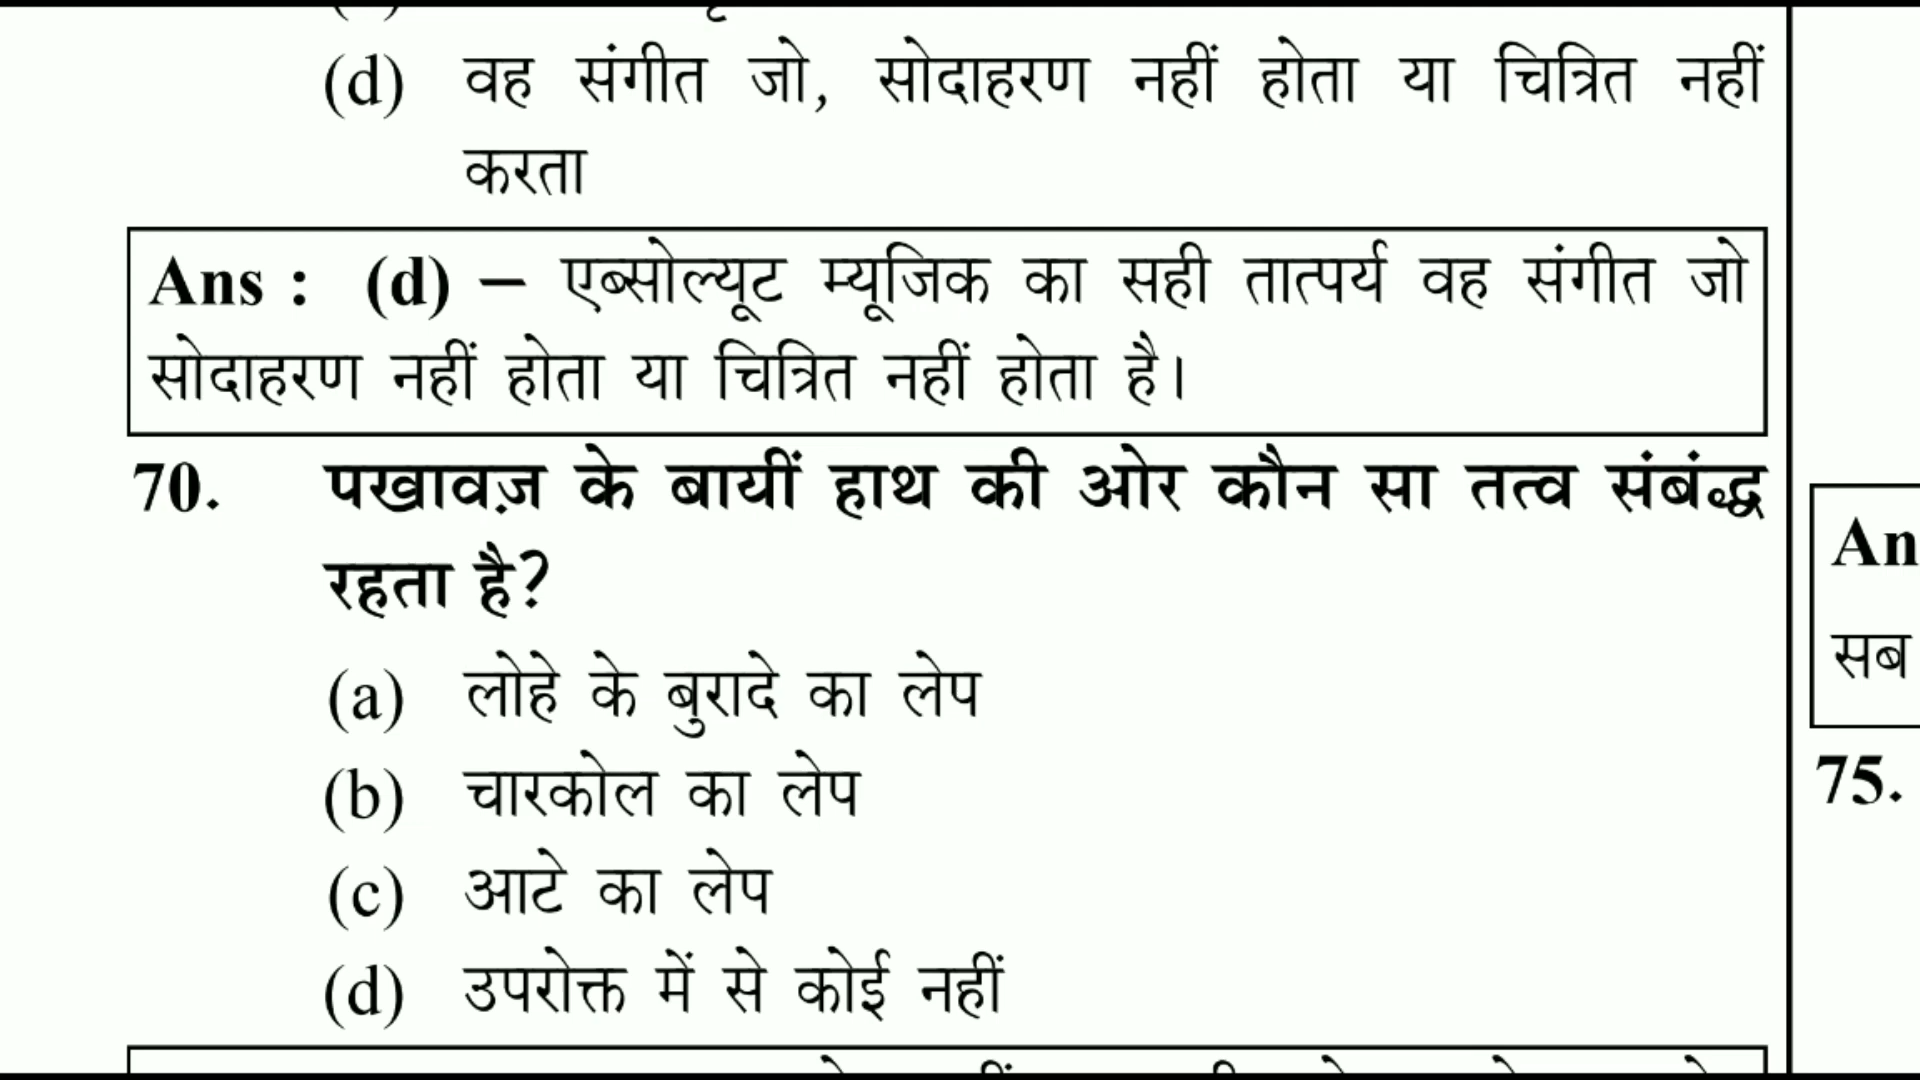 (d) वह संगीत जो, सोदाहरण नहीं होता या चित्रित नहीं
करता
Ans : (d) – एब्सोल्यूट म्यूजिक का सही तात्पर्य वह संगीत जो
सोदाहरण नहीं होता या चित्रित नहीं होता है।
70. पखावज़ के बायीं हाथ की ओर कौन सा तत्व संबंद्ध
रहता है?
(a) लोहे के बुरादे का लेप
(b) चारकोल का लेप
(c) आटे का लेप
(d) उपरोक्त में से कोई नहीं
An
सब
75.